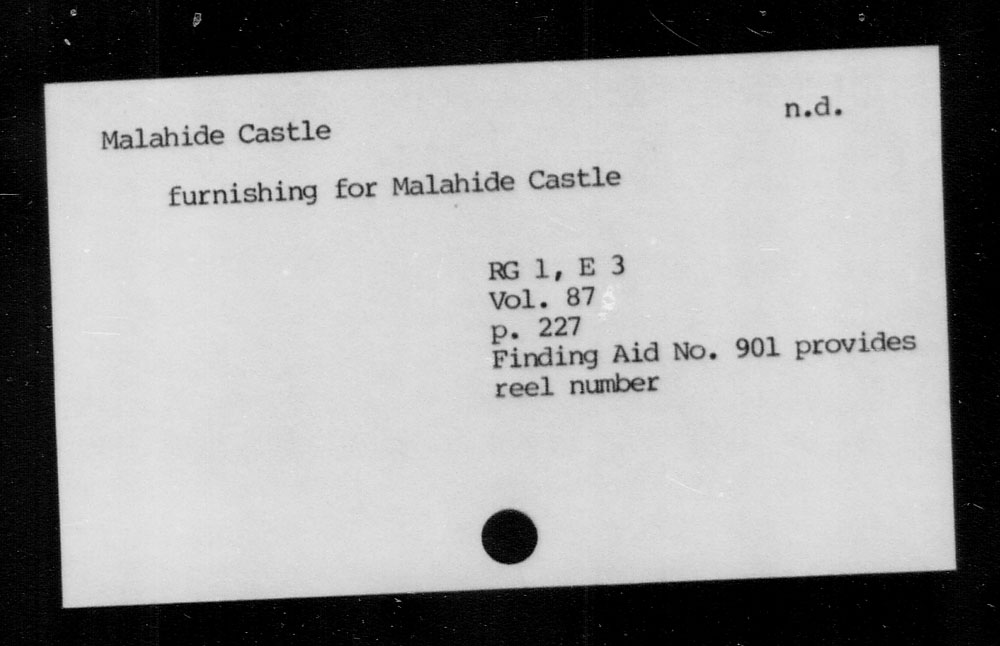 Malahide Castle n.d.
furnishing for Malahide Castle
RG 1, E 3
Vol. 87
p. 227
Finding Aid No. 901 provides
reel number